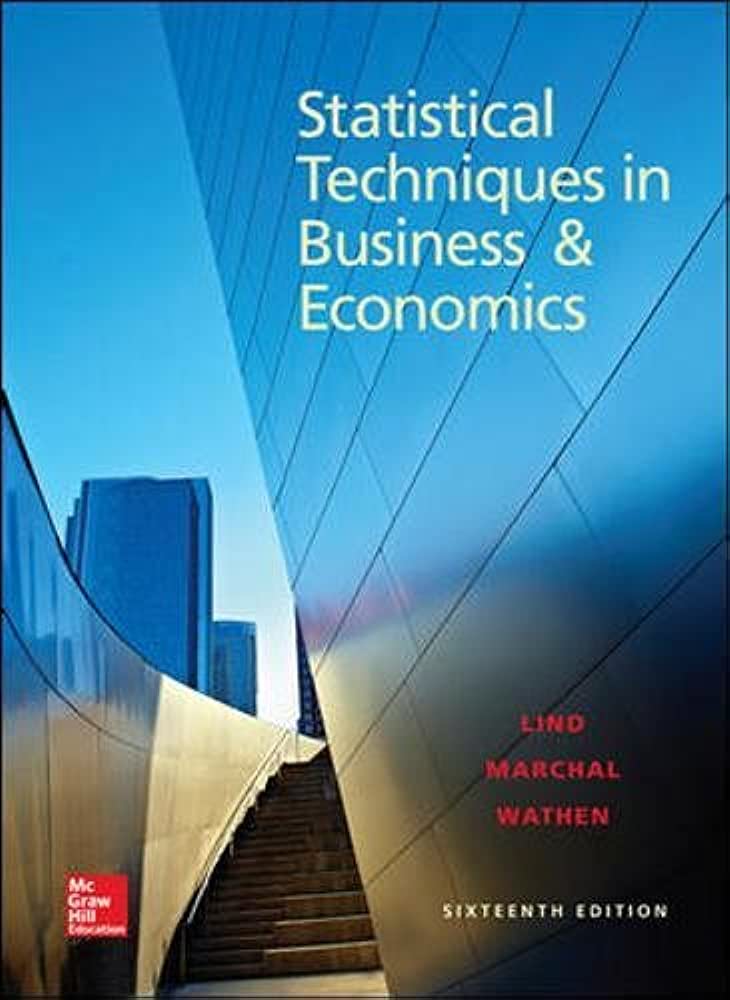 Statistical
Techniques in
Business &
Economics
LIND
MARCHAL
WATHEN
SIXTEENTH EDITION
Mc
Graw
Hill
Education